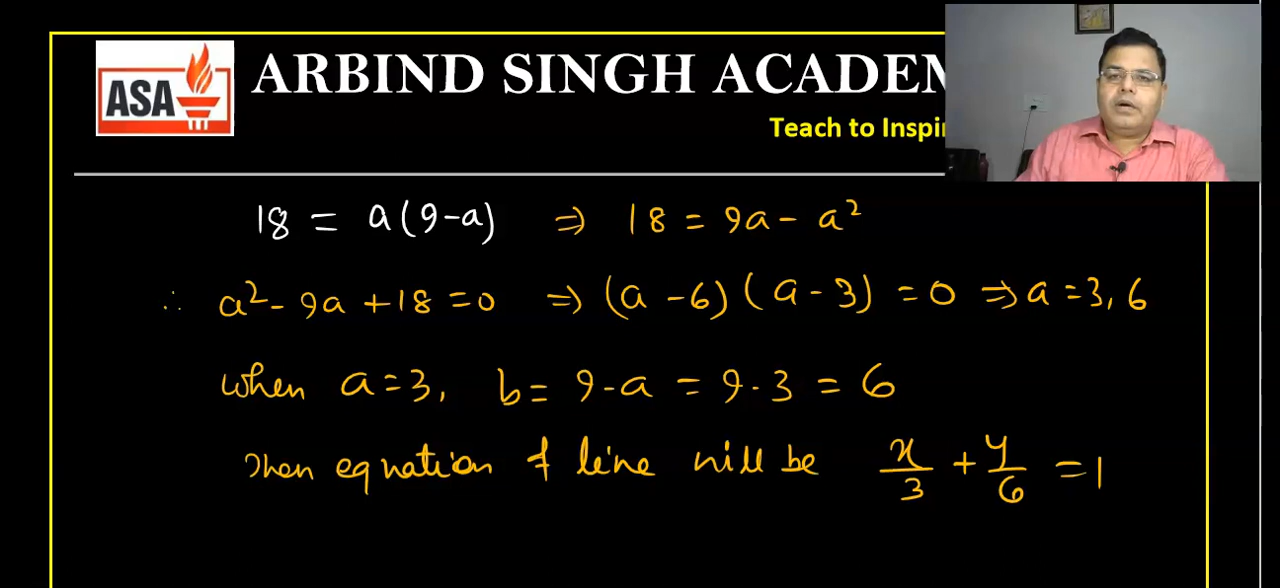 ASA
ARBIND SINGH ACADEM
Teach to Inspi
18 = a(9-a) ⇒ 18 = 9a - a²
∴ a² - 9a + 18 = 0 ⇒ (a - 6)(a - 3) = 0 ⇒ a = 3, 6
when a = 3, b = 9 - a = 9 - 3 = 6
Then equation of line will be x/3 + y/6 = 1